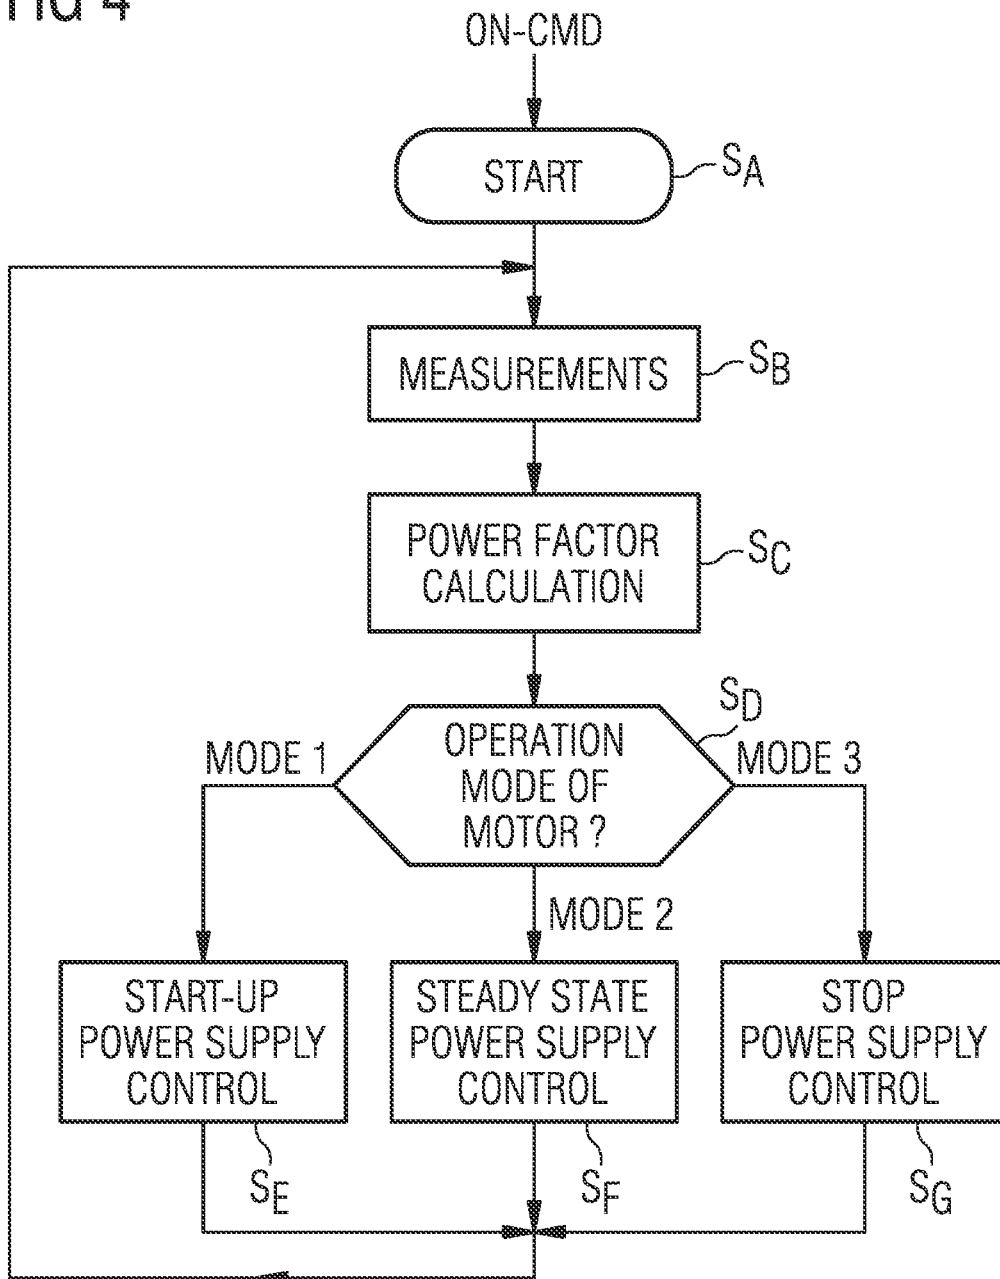 FIG 4
ON-CMD
START
SA
MEASUREMENTS
SB
POWER FACTOR
CALCULATION
SC
SD
OPERATION
MODE OF
MOTOR ?
MODE 1
MODE 3
MODE 2
START-UP
POWER SUPPLY
CONTROL
STEADY STATE
POWER SUPPLY
CONTROL
STOP
POWER SUPPLY
CONTROL
SE
SF
SG